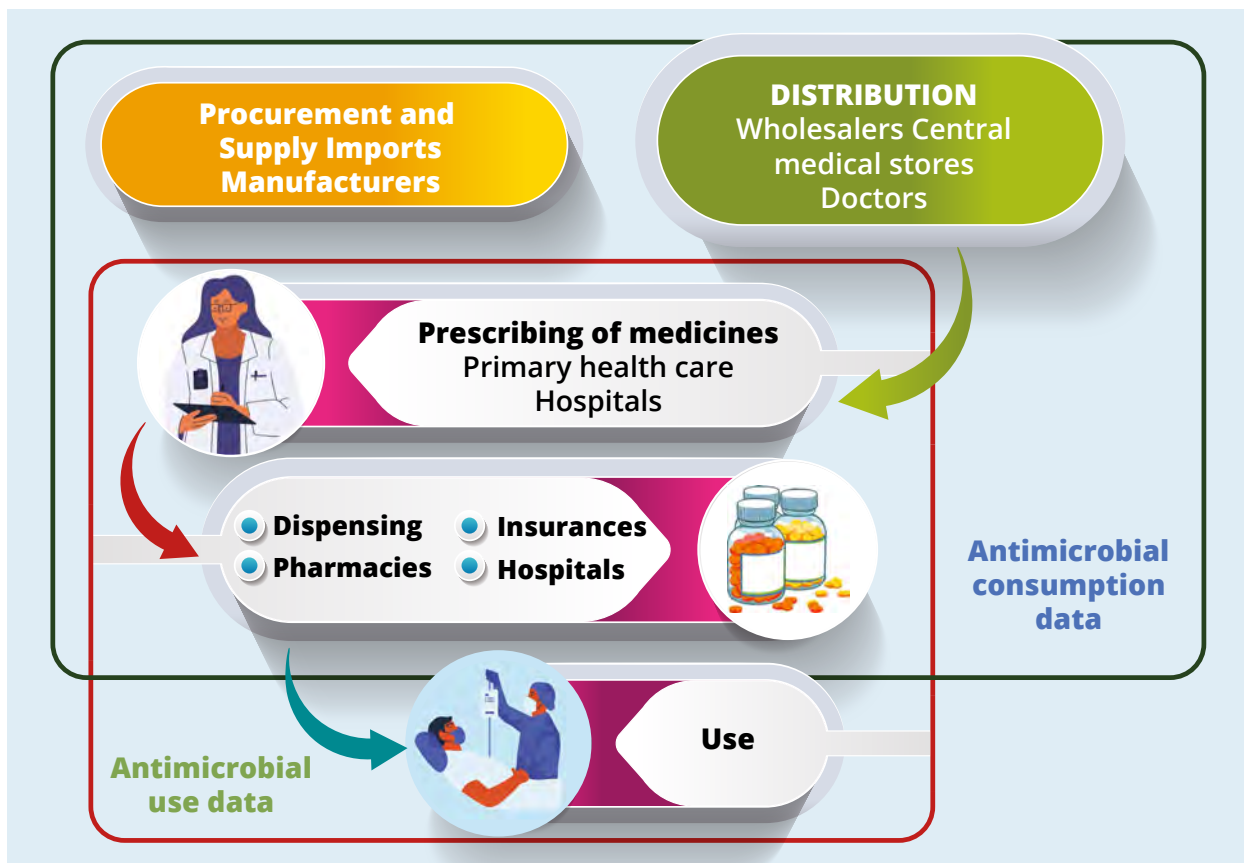 Procurement and
Supply Imports
Manufacturers
DISTRIBUTION
Wholesalers Central
medical stores
Doctors
Prescribing of medicines
Primary health care
Hospitals
Dispensing
Pharmacies
Insurances
Hospitals
Antimicrobial
consumption
data
Use
Antimicrobial
use data